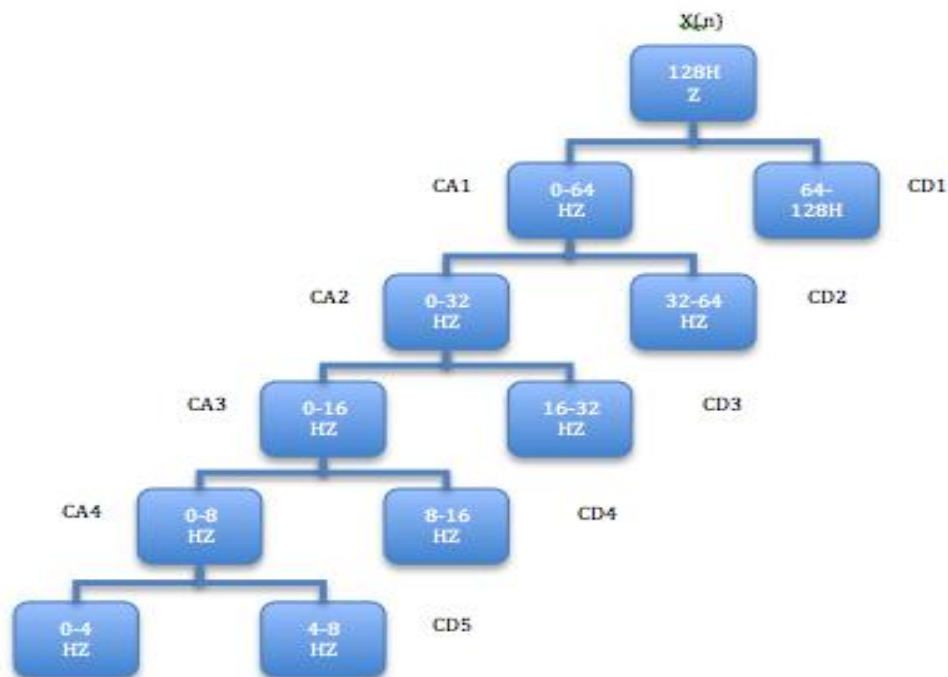 X(n)
128H
Z
CA1
0-64
HZ
64-
128H
CD1
CA2
0-32
HZ
32-64
HZ
CD2
CA3
0-16
HZ
16-32
HZ
CD3
CA4
0-8
HZ
8-16
HZ
CD4
0-4
HZ
4-8
HZ
CD5